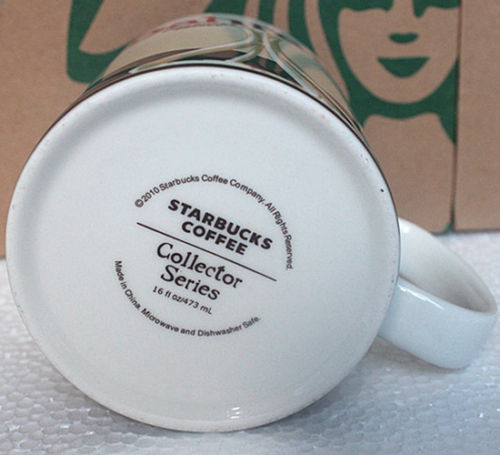 ©2010 Starbucks Coffee Company. All Rights Reserved.
STARBUCKS
COFFEE
Collector
Series
16 fl oz/473 mL
Made in China. Microwave and Dishwasher Safe.